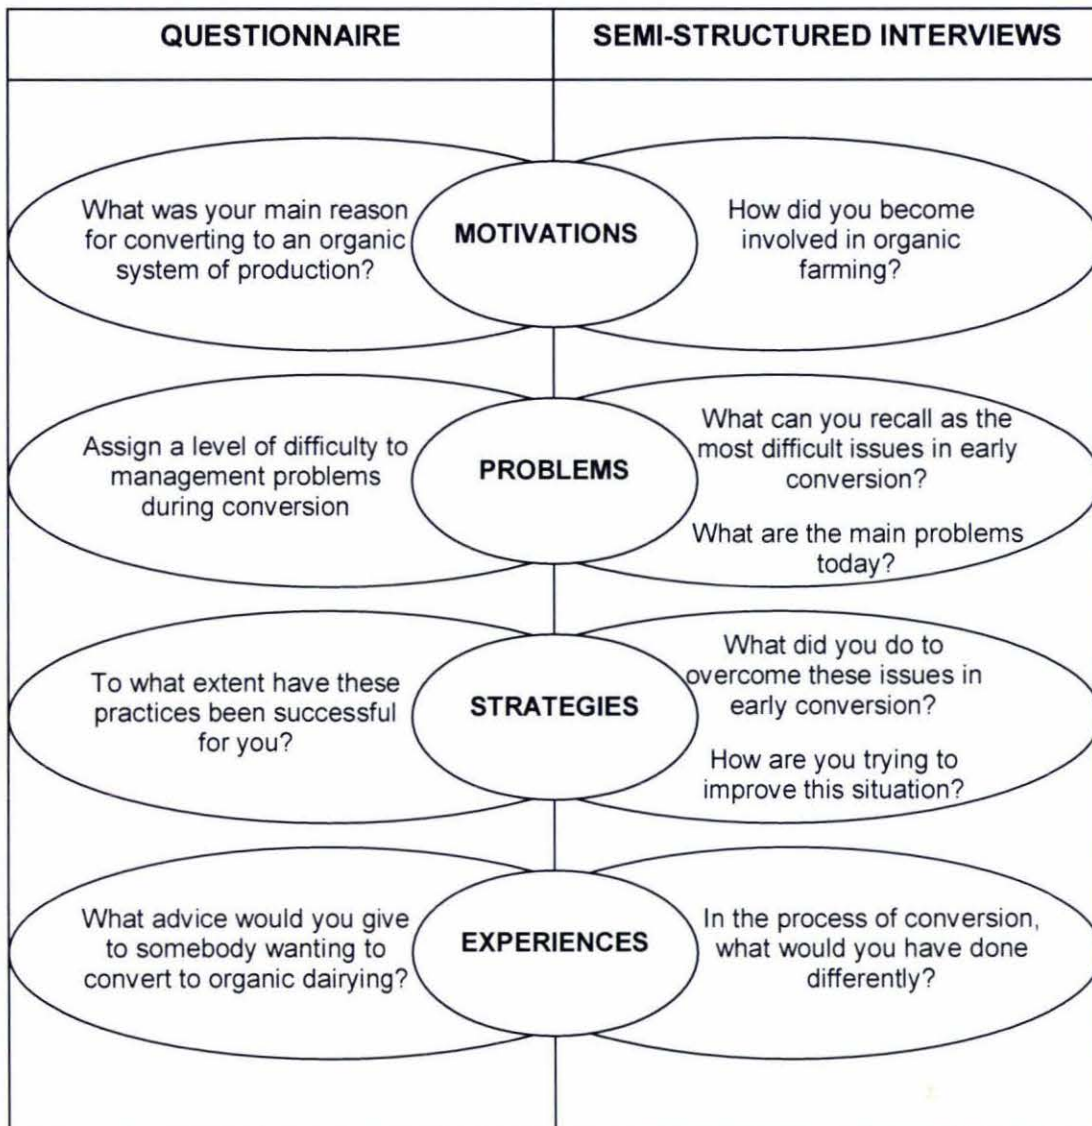 QUESTIONNAIRE
SEMI-STRUCTURED INTERVIEWS
What was your main reason
for converting to an organic
system of production?
MOTIVATIONS
How did you become
involved in organic
farming?
Assign a level of difficulty to
management problems
during conversion
PROBLEMS
What can you recall as the
most difficult issues in early
conversion?
What are the main problems
today?
To what extent have these
practices been successful
for you?
STRATEGIES
What did you do to
overcome these issues in
early conversion?
How are you trying to
improve this situation?
What advice would you give
to somebody wanting to
convert to organic dairying?
EXPERIENCES
In the process of conversion,
what would you have done
differently?